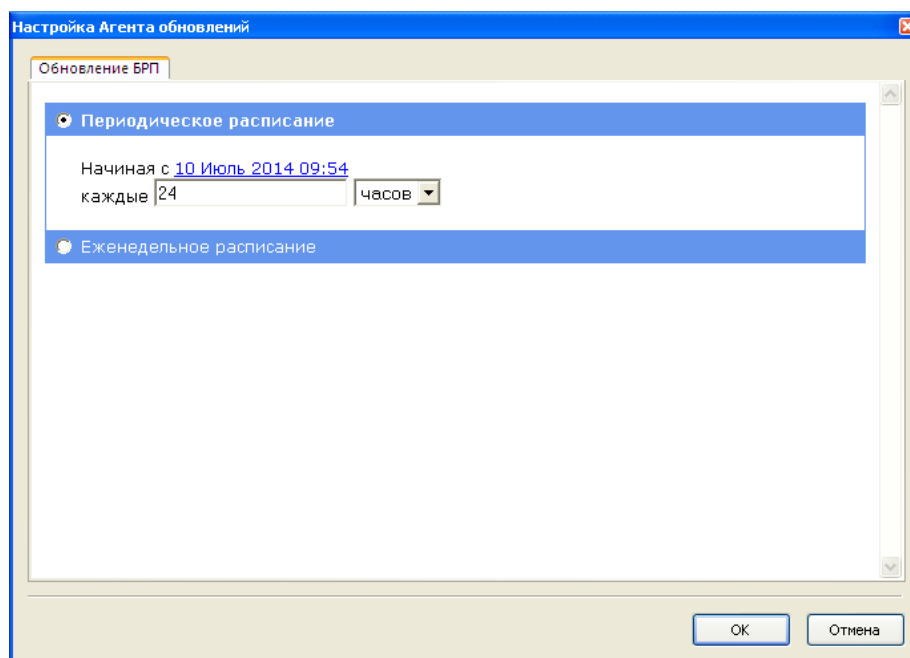 Настройка Агента обновлений
Обновление БРП
Периодическое расписание
Начиная с 10 Июль 2014 09:54
каждые 24 часов
Еженедельное расписание
OK Отмена